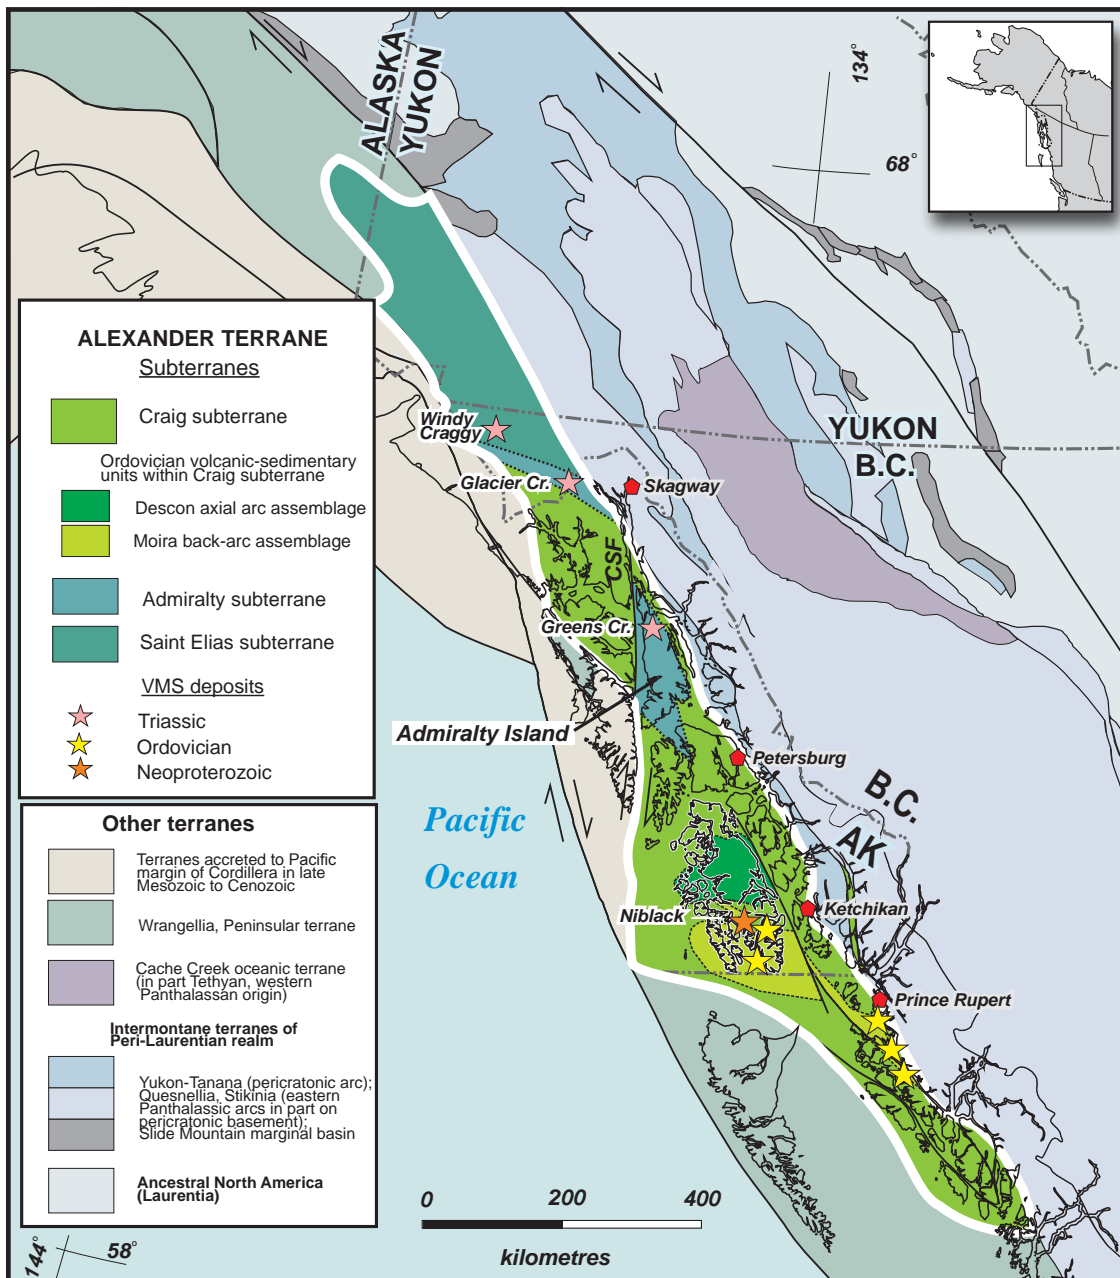 ALASKA
YUKON
134°
68°
ALEXANDER TERRANE
Subterranes
Craig subterrane
Ordovician volcanic-sedimentary
units within Craig subterrane
Descon axial arc assemblage
Moira back-arc assemblage
Admiralty subterrane
Saint Elias subterrane
VMS deposits
Triassic
Ordovician
Neoproterozoic
Other terranes
Terranes accreted to Pacific
margin of Cordillera in late
Mesozoic to Cenozoic
Wrangellia, Peninsular terrane
Cache Creek oceanic terrane
(in part Tethyan, western
Panthalassan origin)
Intermontane terranes of
Peri-Laurentian realm
Yukon-Tanana (pericratonic arc);
Quesnellia, Stikinia (eastern
Panthalassic arcs in part on
pericratonic basement);
Slide Mountain marginal basin
Ancestral North America
(Laurentia)
Windy
Craggy
Glacier Cr.
Skagway
YUKON
B.C.
CSF
Greens Cr.
Admiralty Island
Petersburg
B.C.
AK
Pacific
Ocean
Niblack
Ketchikan
Prince Rupert
0 200 400
kilometres
144°
58°